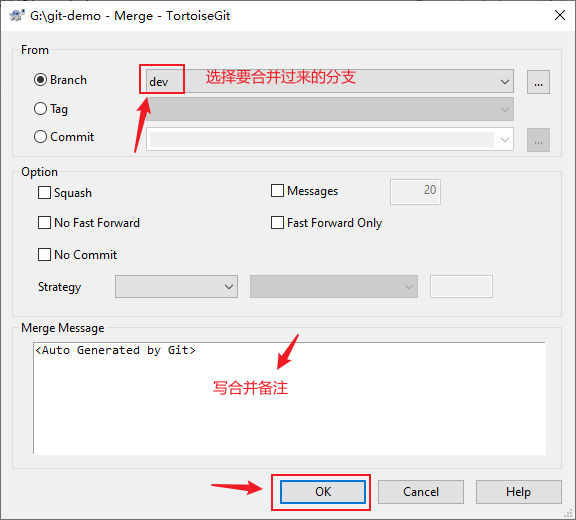 G:\git-demo - Merge - TortoiseGit
From
Branch
dev
选择要合并过来的分支
...
Tag
Commit
...
Option
Squash
Messages
20
No Fast Forward
Fast Forward Only
No Commit
Strategy
Merge Message
<Auto Generated by Git>
写合并备注
OK
Cancel
Help